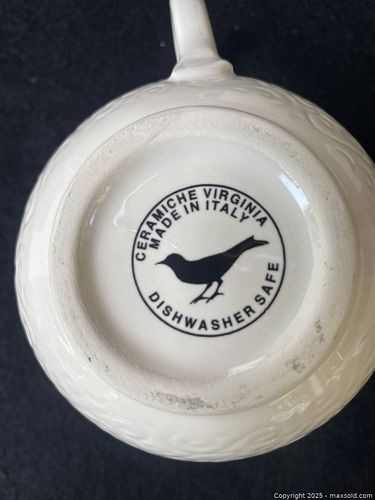 CERAMICHE VIRGINIA
MADE IN ITALY
DISHWASHER SAFE
Copyright 2025 - maxsold.com